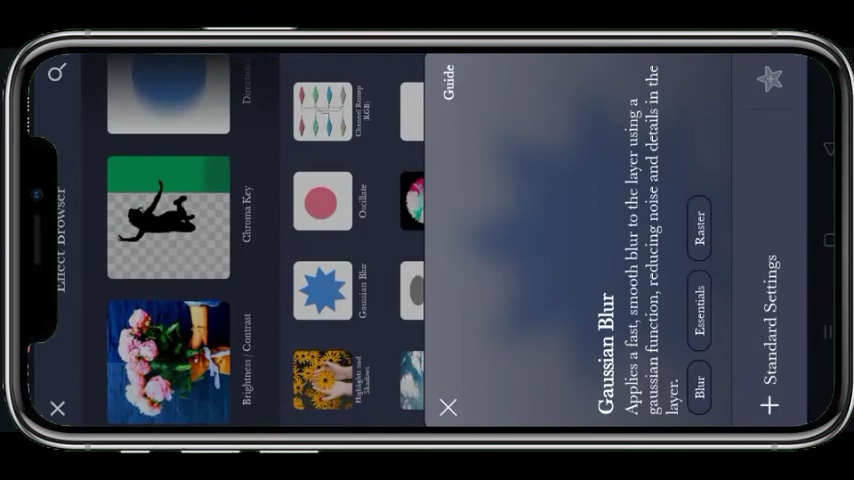 Effect Browser
Brightness / Contrast
Chroma Key
Highlights and
Shadows
Gaussian Blur
Oscillate
Channel Remap
(RGB)
Guide
Gaussian Blur
Applies a fast, smooth blur to the layer using a
gaussian function, reducing noise and details in the
layer.
Blur
Essentials
Raster
Standard Settings